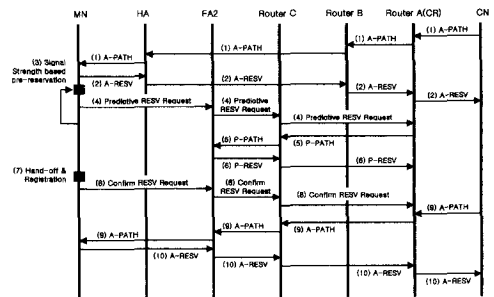 MN HA FA2 Router C Router B Router A(CR) CN
(1) A-PATH
(1) A-PATH
(3) Signal
Strength based
pre-reservation
(1) A-PATH
(1) A-PATH
(2) A-RESV
(2) A-RESV
(2) A-RESV
(2) A-RESV
(4) Predictive RESV Request
(4) Predictive
RESV Request
(4) Predictive RESV Request
(5) P-PATH
(5) P-PATH
(6) P-RESV
(6) P-RESV
(7) Hand-off &
Registration
(8) Confirm RESV Request
(8) Confirm
RESV Request
(8) Confirm RESV Request
(9) A-PATH
(9) A-PATH
(9) A-PATH
(9) A-PATH
(10) A-RESV
(10) A-RESV
(10) A-RESV
(10) A-RESV